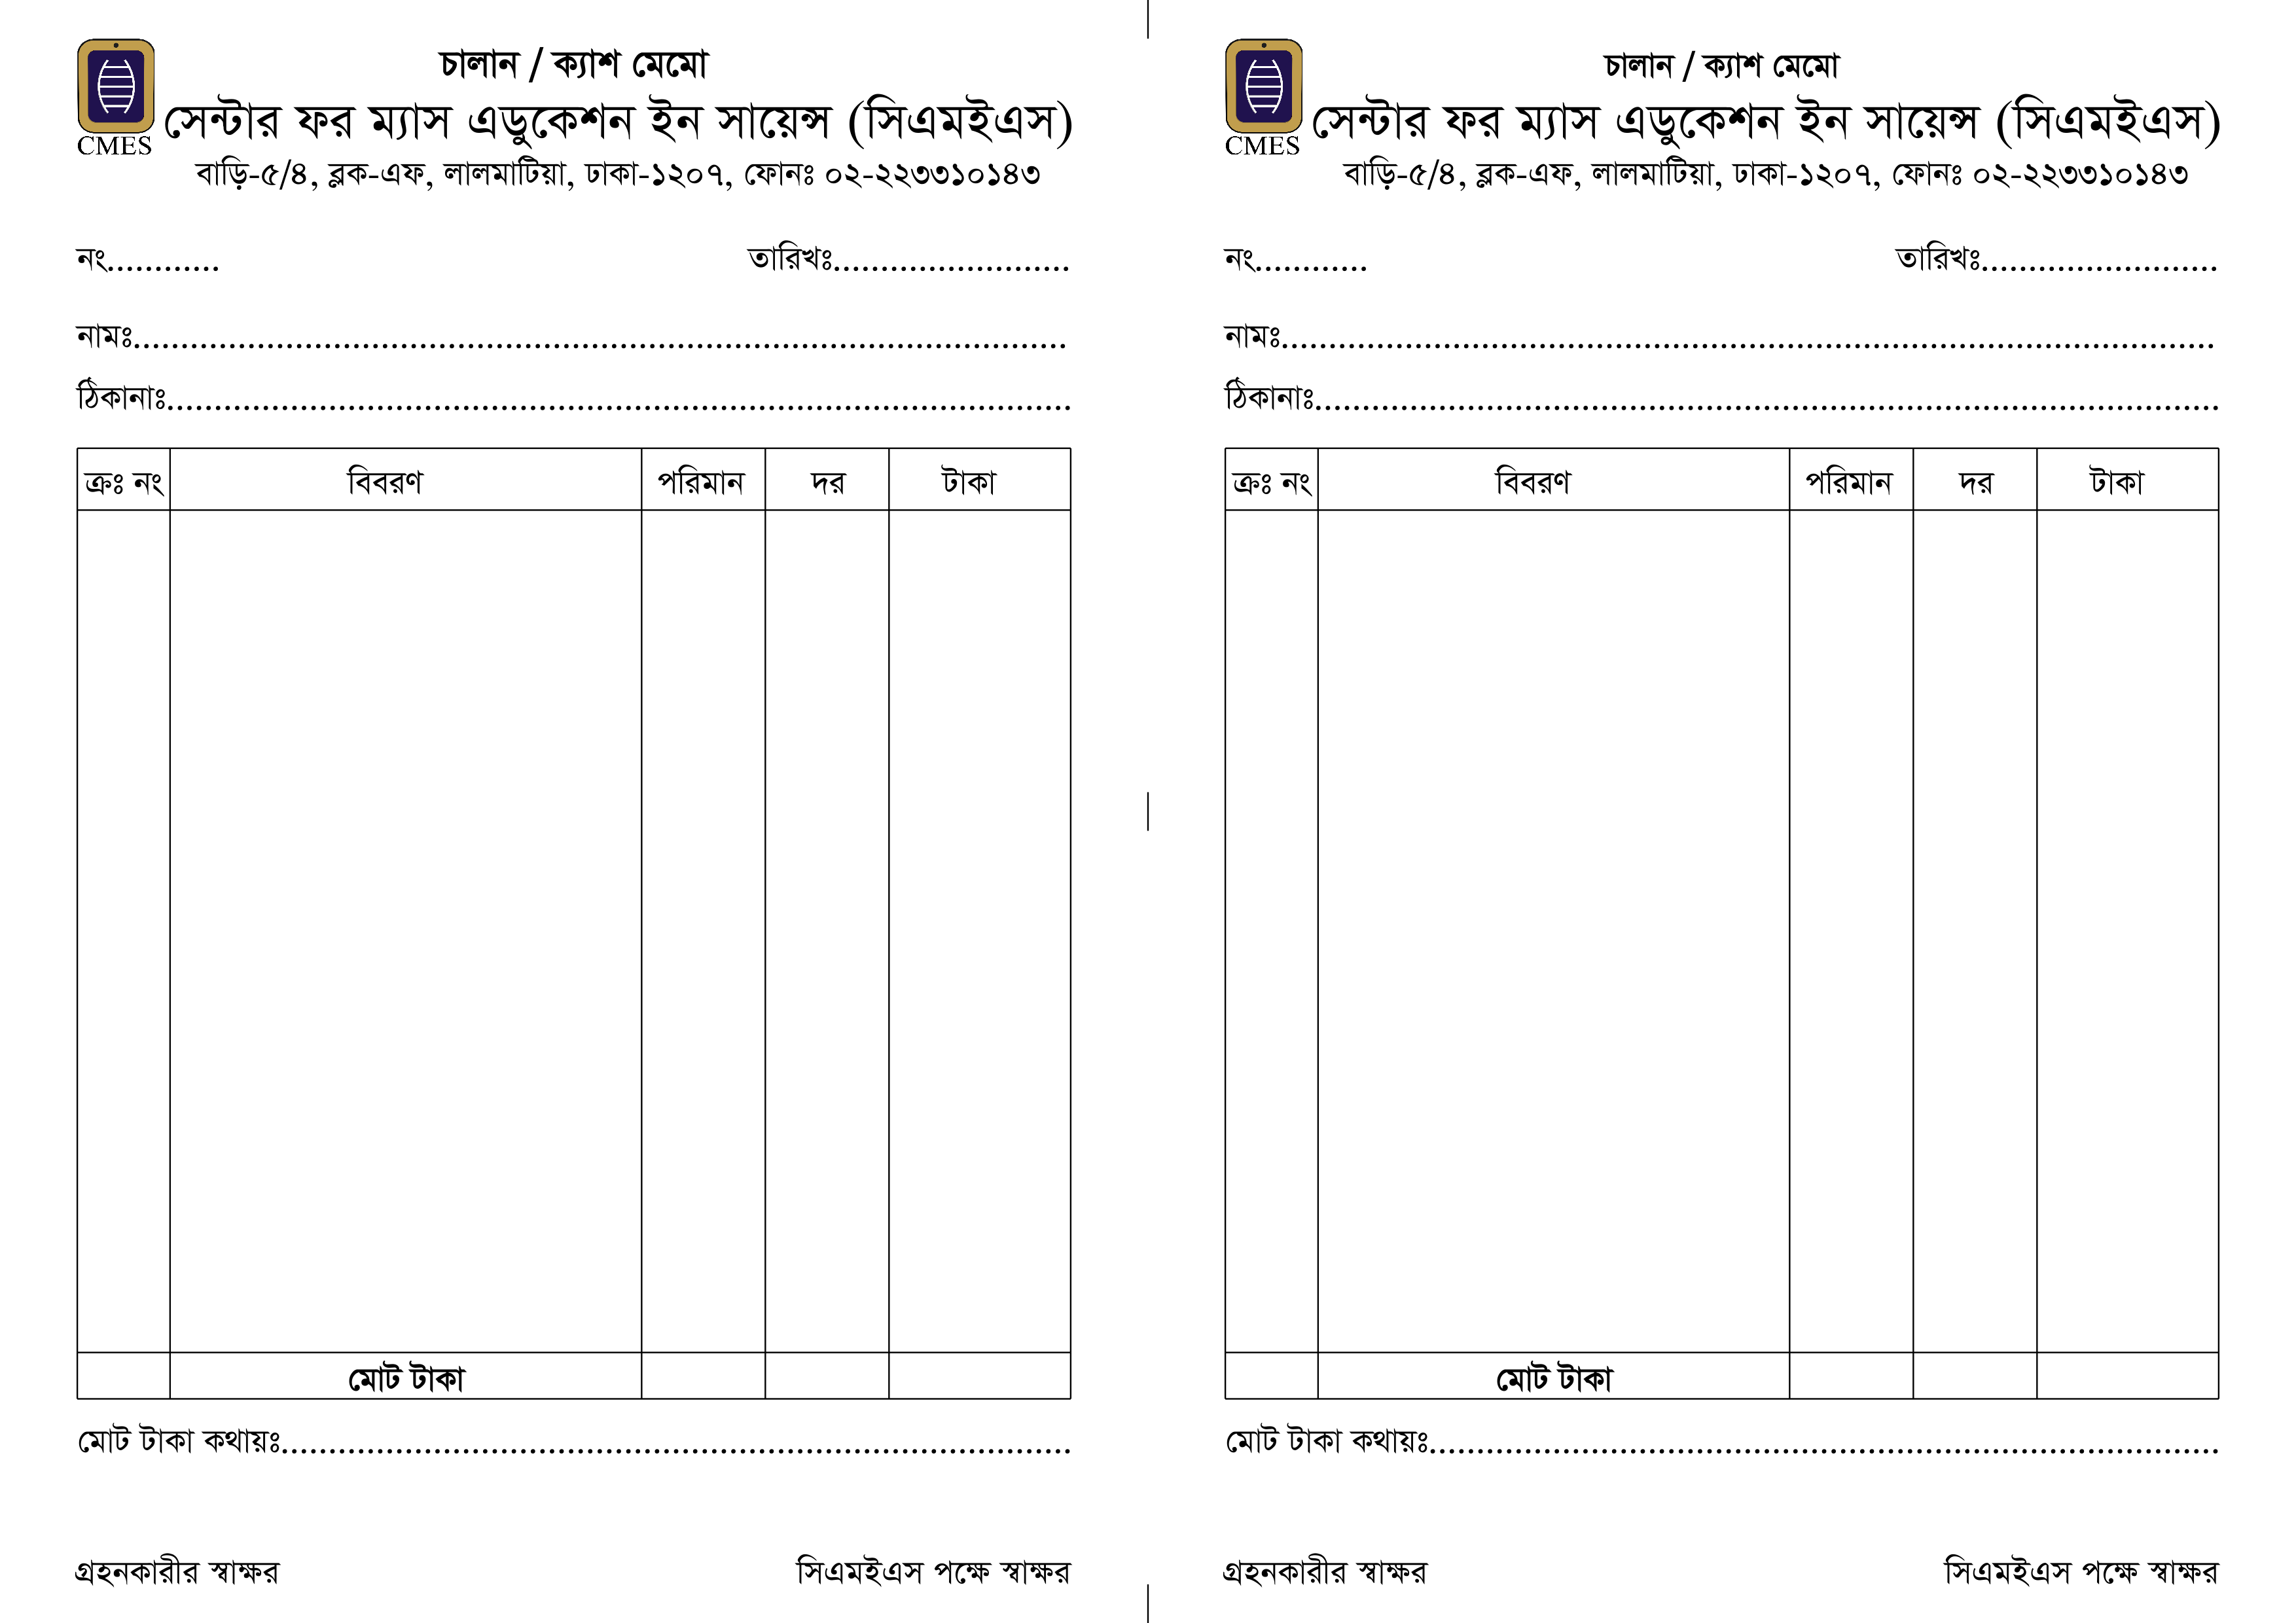 চালান / ক্যাশ মেমো
সেন্টার ফর ম্যাস এডুকেশন ইন সায়েন্স (সিএমইএস)
CMES
বাড়ি-৫/৪, ব্লক-এফ, লালমাটিয়া, ঢাকা-১২০৭, ফোনঃ ০২-২২৩৩১০১৪৩
নং............ তারিখঃ.........................
নামঃ....................................................................................................
ঠিকানাঃ.................................................................................................
ক্রঃ নং বিবরণ পরিমান দর টাকা
মোট টাকা
মোট টাকা কথায়ঃ.....................................................................................
গ্রহনকারীর স্বাক্ষর সিএমইএস পক্ষে স্বাক্ষর
চালান / ক্যাশ মেমো
সেন্টার ফর ম্যাস এডুকেশন ইন সায়েন্স (সিএমইএস)
CMES
বাড়ি-৫/৪, ব্লক-এফ, লালমাটিয়া, ঢাকা-১২০৭, ফোনঃ ০২-২২৩৩১০১৪৩
নং............ তারিখঃ.........................
নামঃ....................................................................................................
ঠিকানাঃ.................................................................................................
ক্রঃ নং বিবরণ পরিমান দর টাকা
মোট টাকা
মোট টাকা কথায়ঃ.....................................................................................
গ্রহনকারীর স্বাক্ষর সিএমইএস পক্ষে স্বাক্ষর